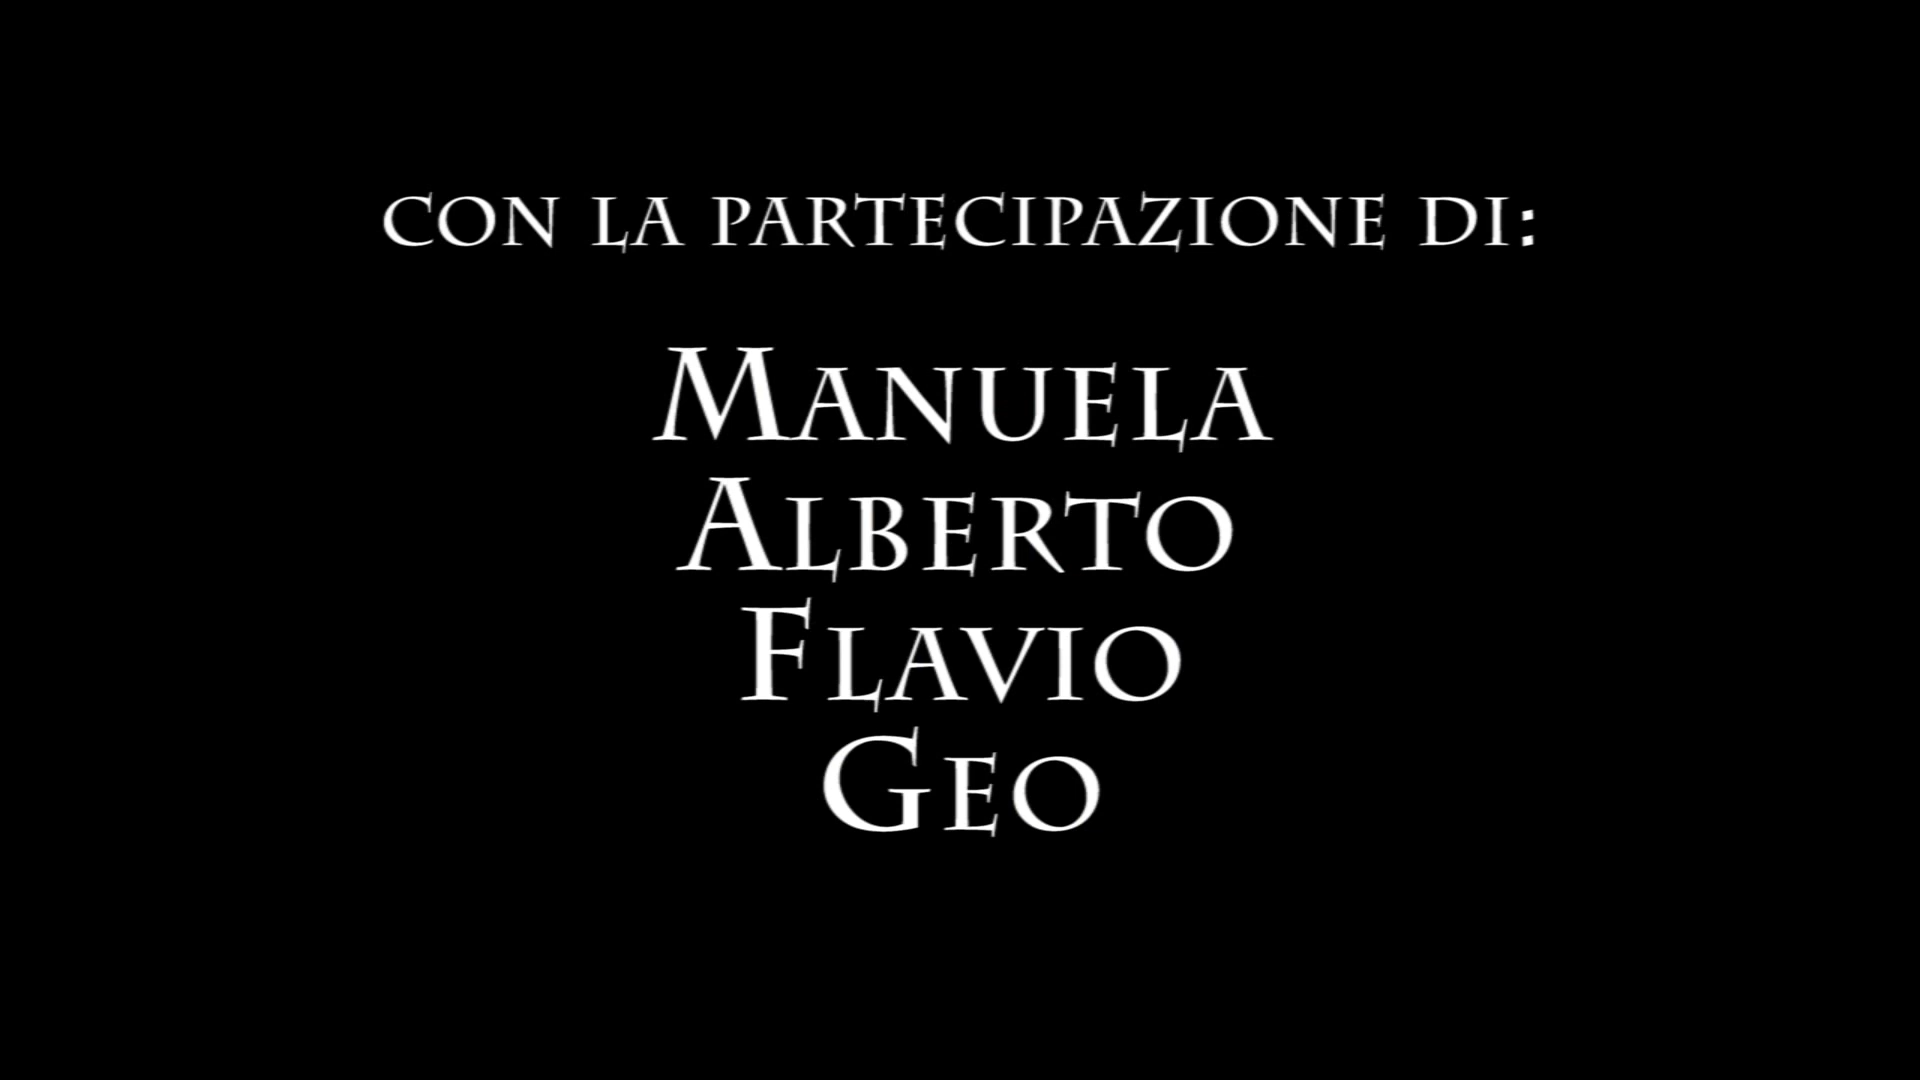 CON LA PARTECIPAZIONE DI:
MANUELA
ALBERTO
FLAVIO
GEO